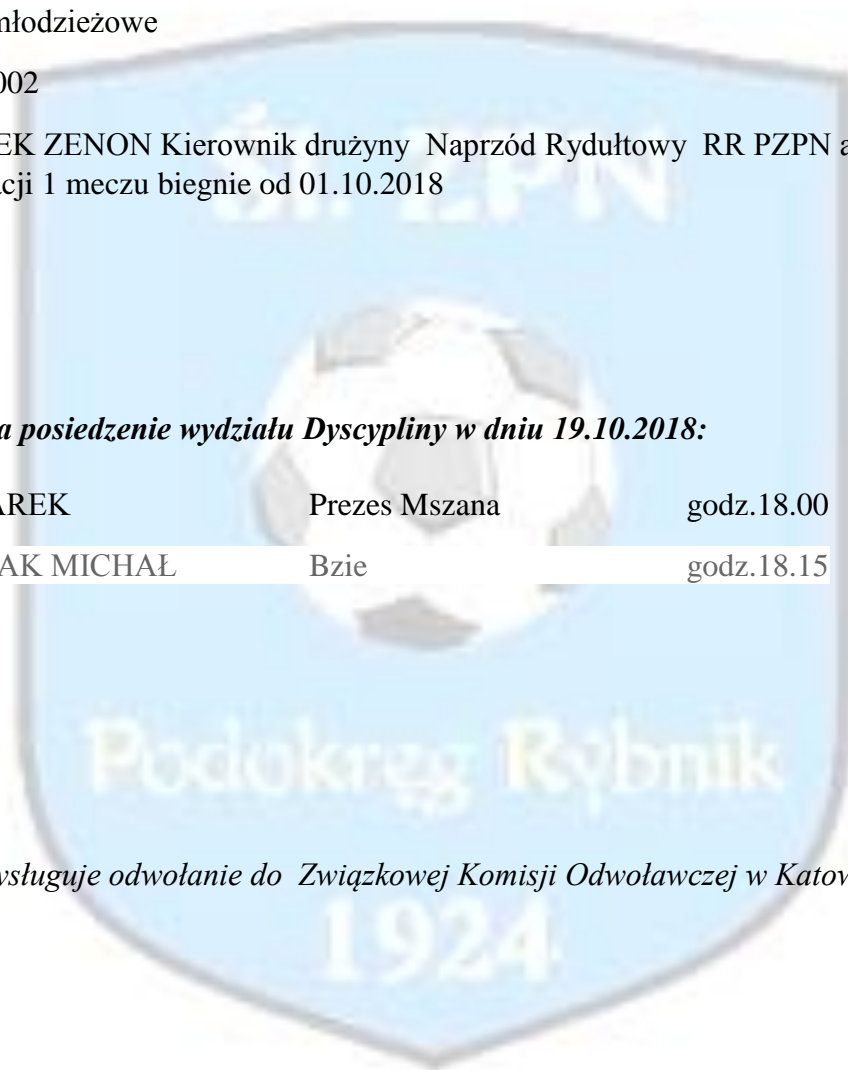 młodzieżowe
002
EK ZENON Kierownik drużyny Naprzód Rydułtowy RR PZPN a
cji 1 meczu biegnie od 01.10.2018
Śl. ZPN
a posiedzenie wydziału Dyscypliny w dniu 19.10.2018:
AREK Prezes Mszana godz.18.00
AK MICHAŁ Bzie godz.18.15
Podokręg Rybnik
ysługuje odwołanie do Związkowej Komisji Odwoławczej w Katow
1924